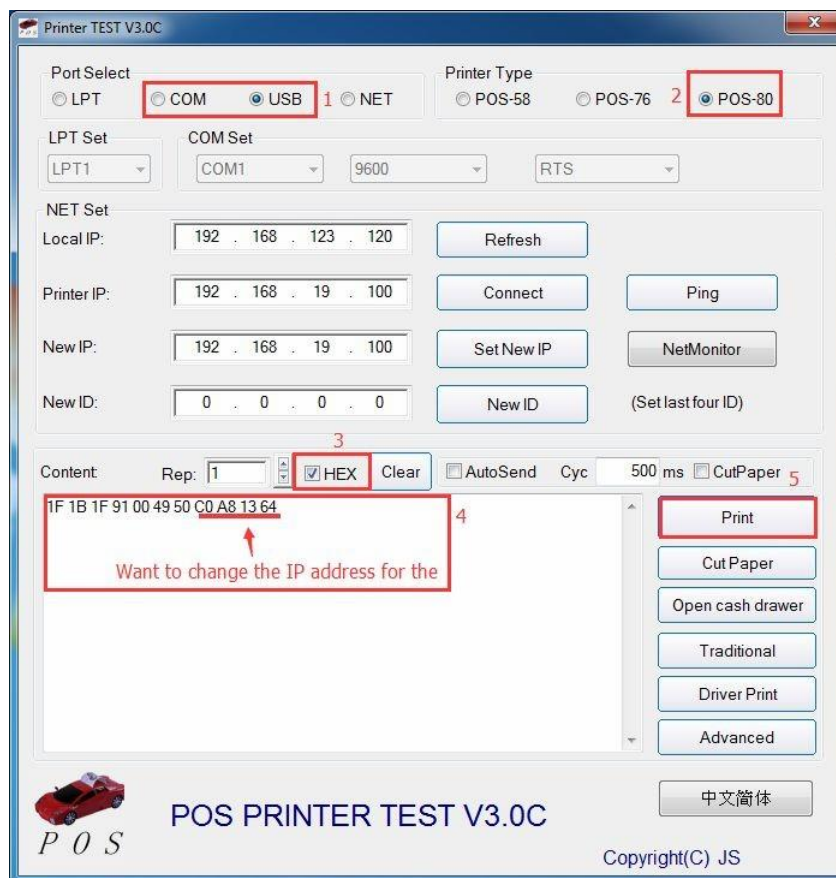 Printer TEST V3.0C
Port Select
LPT COM USB 1 NET
Printer Type
POS-58 POS-76 2 POS-80
LPT Set
LPT1
COM Set
COM1 9600 RTS
NET Set
Local IP: 192 . 168 . 123 . 120 Refresh
Printer IP: 192 . 168 . 19 . 100 Connect Ping
New IP: 192 . 168 . 19 . 100 Set New IP NetMonitor
New ID: 0 . 0 . 0 . 0 New ID (Set last four ID)
3
Content: Rep: 1 HEX Clear AutoSend Cyc 500 ms CutPaper 5
1F 1B 1F 91 00 49 50 C0 A8 13 64 4
Want to change the IP address for the
Print
Cut Paper
Open cash drawer
Traditional
Driver Print
Advanced
中文简体
POS
POS PRINTER TEST V3.0C
Copyright(C) JS